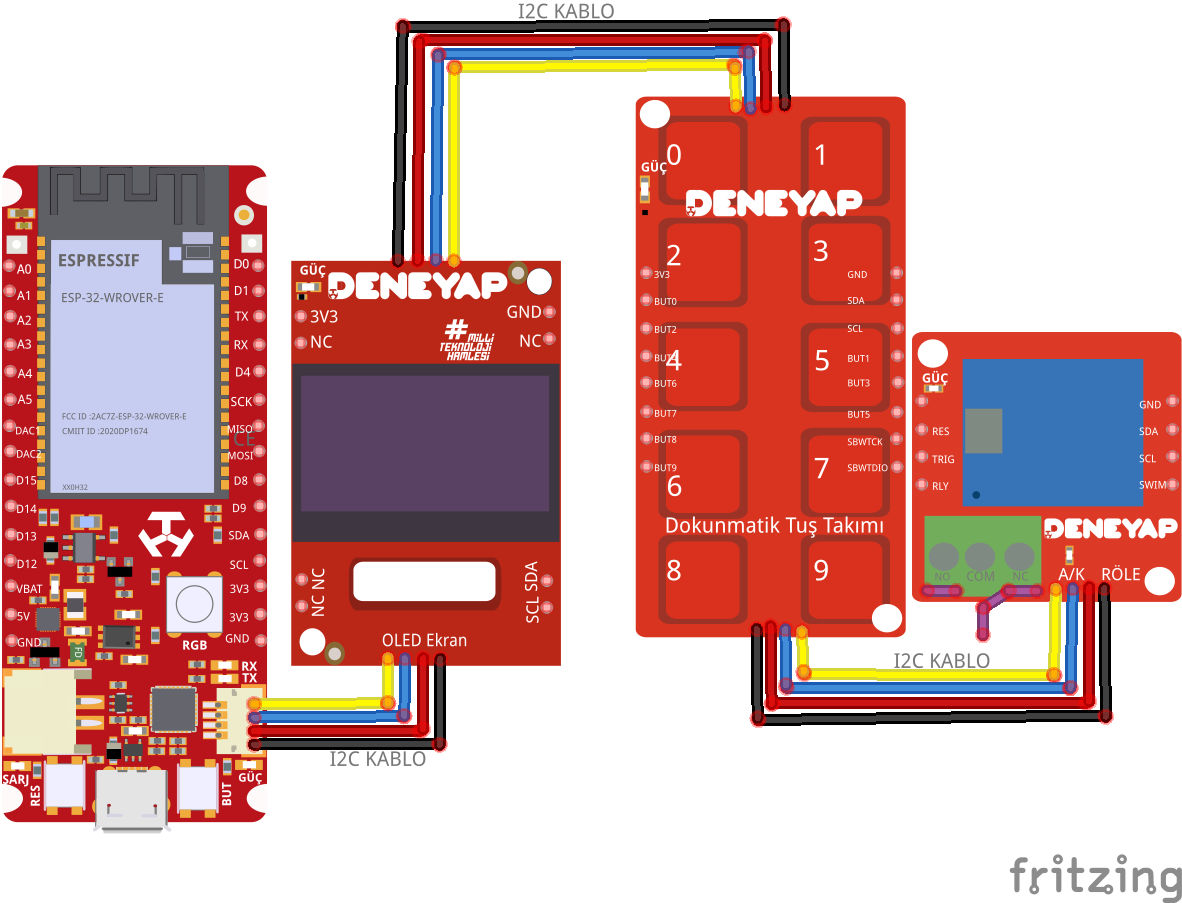 I2C KABLO
ESPRESSIF
ESP-32-WROVER-E
FCC ID :2AC7Z-ESP-32-WROVER-E
CMIIT ID :2020DP1674
CE
XX0H32
A0
A1
A2
A3
A4
A5
DAC1
DAC2
D15
D14
D13
D12
VBAT
5V
GND
D0
D1
TX
RX
D4
SCK
MISO
MOSI
D8
D9
SDA
SCL
3V3
3V3
GND
RGB
FD
RX
TX
ŞARJ
RES
BUT
GÜÇ
GÜÇ
DENEYAP
3V3
NC
GND
NC
#MİLLİ
TEKNOLOJİ
HAMLESİ
NC NC
SCL SDA
OLED Ekran
I2C KABLO
GÜÇ
DENEYAP
0
1
2
3
4
5
6
7
8
9
3V3
BUT0
BUT2
BUT4
BUT6
BUT7
BUT8
BUT9
GND
SDA
SCL
BUT1
BUT3
BUT5
SBWTCK
SBWTDIO
Dokunmatik Tuş Takımı
I2C KABLO
GÜÇ
RES
TRIG
RLY
GND
SDA
SCL
SWIM
DENEYAP
NO
COM
NC
A/K
RÖLE
fritzing